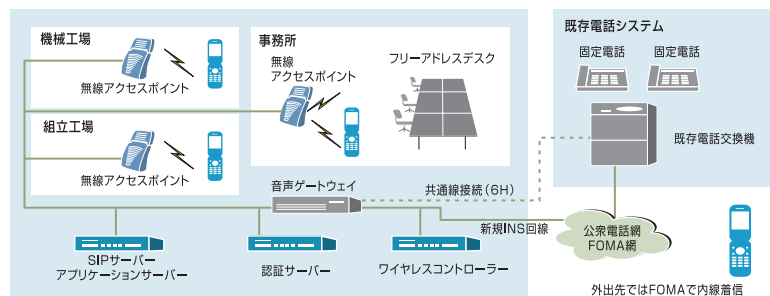 機械工場
無線アクセスポイント
組立工場
無線アクセスポイント
事務所
無線
アクセスポイント
フリーアドレスデスク
既存電話システム
固定電話
固定電話
既存電話交換機
音声ゲートウェイ
共通線接続(6H)
新規INS回線
公衆電話網
FOMA網
SIPサーバー
アプリケーションサーバー
認証サーバー
ワイヤレスコントローラー
外出先ではFOMAで内線着信